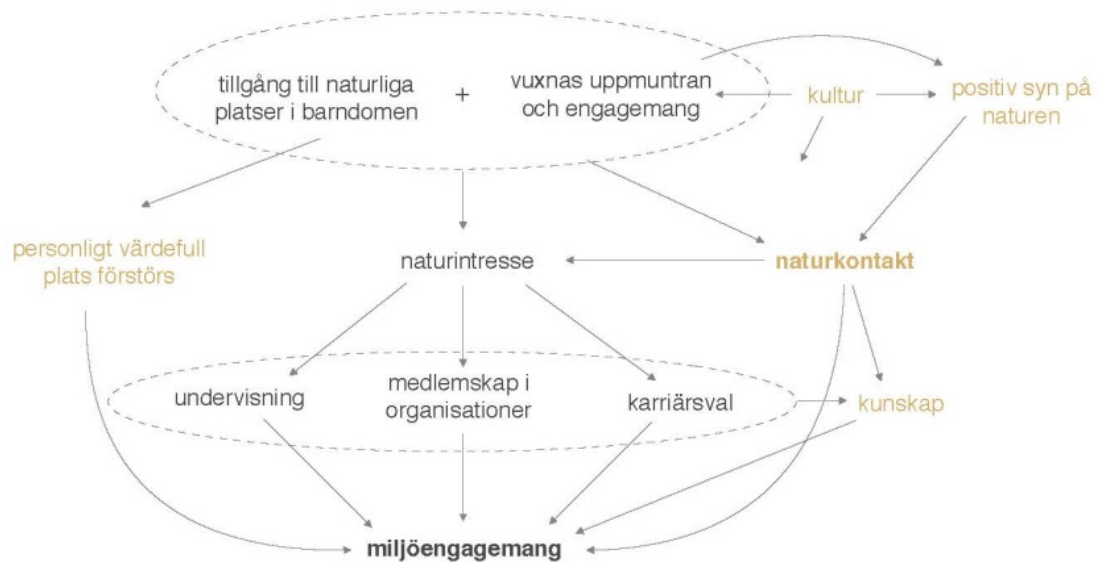 tillgång till naturliga
platser i barndomen
+
vuxnas uppmuntran
och engagemang
kultur
positiv syn på
naturen
personligt värdefull
plats förstörs
naturintresse
naturkontakt
undervisning
medlemskap i
organisationer
karriärsval
kunskap
miljöengagemang